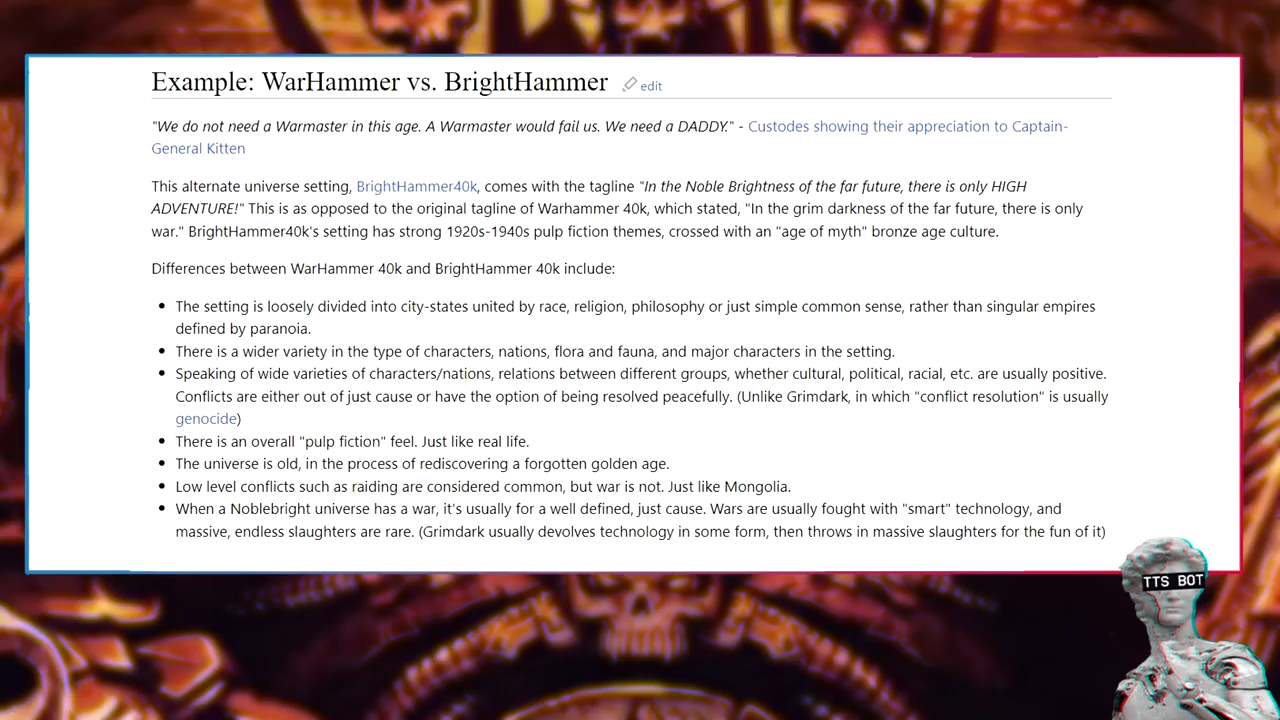 Example: WarHammer vs. BrightHammer edit
"We do not need a Warmaster in this age. A Warmaster would fail us. We need a DADDY." - Custodes showing their appreciation to Captain-
General Kitten
This alternate universe setting, BrightHammer40k, comes with the tagline "In the Noble Brightness of the far future, there is only HIGH
ADVENTURE!" This is as opposed to the original tagline of Warhammer 40k, which stated, "In the grim darkness of the far future, there is only
war." BrightHammer40k's setting has strong 1920s-1940s pulp fiction themes, crossed with an "age of myth" bronze age culture.
Differences between WarHammer 40k and BrightHammer 40k include:
• The setting is loosely divided into city-states united by race, religion, philosophy or just simple common sense, rather than singular empires
defined by paranoia.
• There is a wider variety in the type of characters, nations, flora and fauna, and major characters in the setting.
• Speaking of wide varieties of characters/nations, relations between different groups, whether cultural, political, racial, etc. are usually positive.
Conflicts are either out of just cause or have the option of being resolved peacefully. (Unlike Grimdark, in which "conflict resolution" is usually
genocide)
• There is an overall "pulp fiction" feel. Just like real life.
• The universe is old, in the process of rediscovering a forgotten golden age.
• Low level conflicts such as raiding are considered common, but war is not. Just like Mongolia.
• When a Noblebright universe has a war, it's usually for a well defined, just cause. Wars are usually fought with "smart" technology, and
massive, endless slaughters are rare. (Grimdark usually devolves technology in some form, then throws in massive slaughters for the fun of it)
TTS BOT